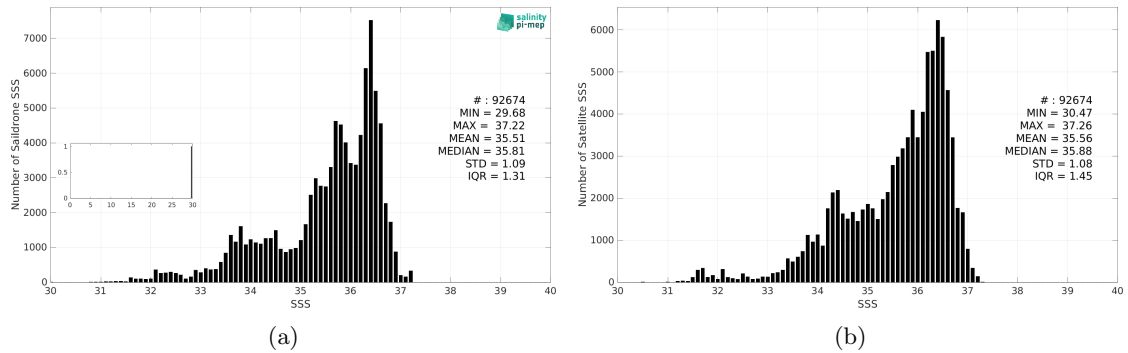 salinity
pi-mep
Number of Saildrone SSS
7000
6000
5000
4000
3000
2000
1000
0
30 31 32 33 34 35 36 37 38 39 40
SSS
# : 92674
MIN = 29.68
MAX = 37.22
MEAN = 35.51
MEDIAN = 35.81
STD = 1.09
IQR = 1.31
1
0.5
0
0 5 10 15 20 25 30
(a)
Number of Satellite SSS
6000
5000
4000
3000
2000
1000
0
30 31 32 33 34 35 36 37 38 39 40
SSS
# : 92674
MIN = 30.47
MAX = 37.26
MEAN = 35.56
MEDIAN = 35.88
STD = 1.08
IQR = 1.45
(b)